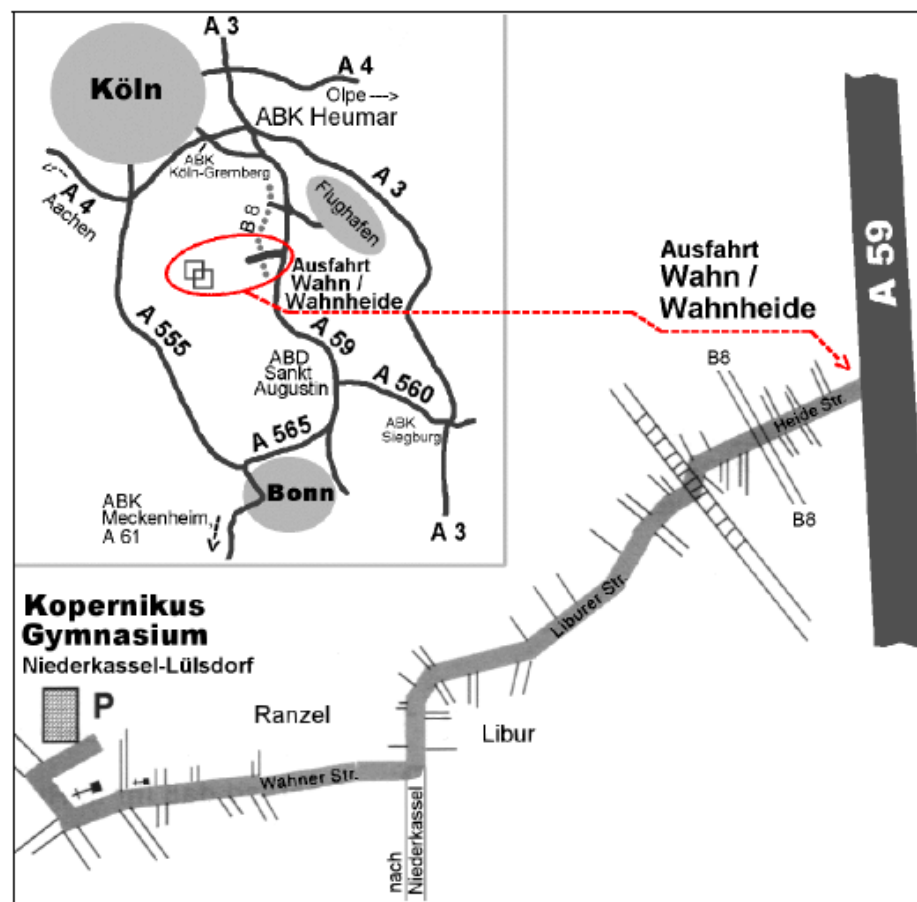 A 3
Köln
A 4
Olpe --->
ABK Heumar
ABK
Köln-Gremberg
A 3
A 4
Aachen
B 8
Flughafen
Ausfahrt
Wahn /
Wahnheide
A 555
A 59
ABD
Sankt
Augustin
A 560
ABK
Siegburg
A 565
Bonn
ABK
Meckenheim,
A 61
A 3
Ausfahrt
Wahn /
Wahnheide
A 59
B8
Heide Str.
B8
Liburer Str.
Kopernikus
Gymnasium
Niederkassel-Lülsdorf
P
Ranzel
Libur
Wahner Str.
nach
Niederkassel